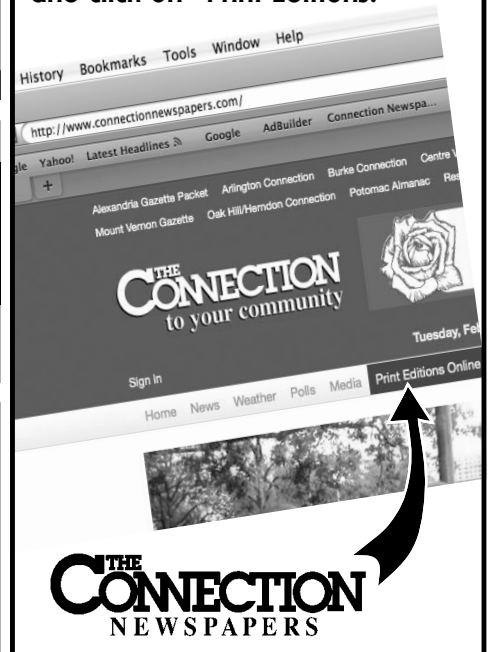 and click on "Print Editions."
History Bookmarks Tools Window Help
http://www.connectionnewspapers.com/
Yahoo! Latest Headlines Google AdBuilder Connection Newspa...
+
Alexandria Gazette Packet Arlington Connection Burke Connection Centre
Mount Vernon Gazette Oak Hill/Herndon Connection Potomac Almanac
THE
CONNECTION
to your community
Tuesday,
Sign In
Home News Weather Polls Media Print Editions Online
THE
CONNECTION
NEWSPAPERS